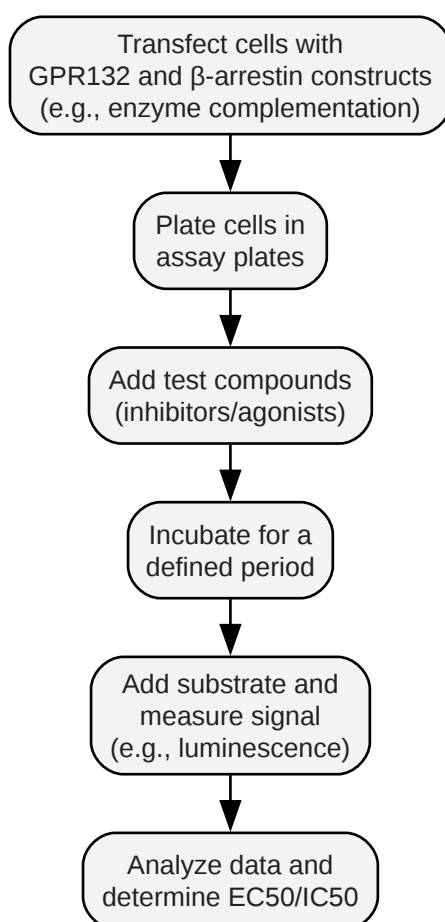 Transfect cells with
GPR132 and β-arrestin constructs
(e.g., enzyme complementation)
Plate cells in
assay plates
Add test compounds
(inhibitors/agonists)
Incubate for a
defined period
Add substrate and
measure signal
(e.g., luminescence)
Analyze data and
determine EC50/IC50